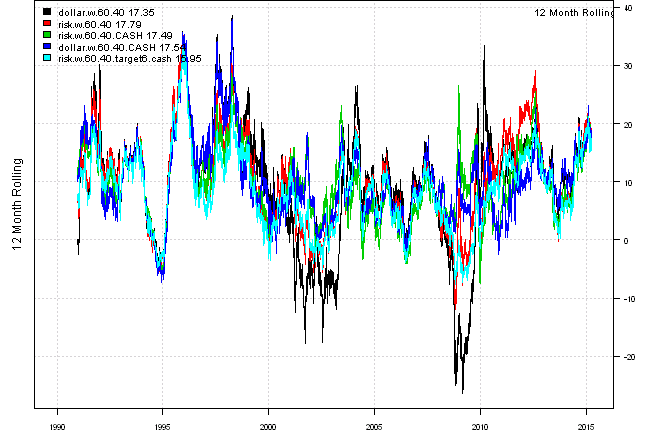 dollar.w.60.40 17.35
12 Month Rolling
risk.w.60.40 17.79
risk.w.60.40.CASH 17.49
dollar.w.60.40.CASH 17.54
risk.w.60.40.target6.cash 15.95
12 Month Rolling
40
30
20
10
0
-10
-20
1990
1995
2000
2005
2010
2015